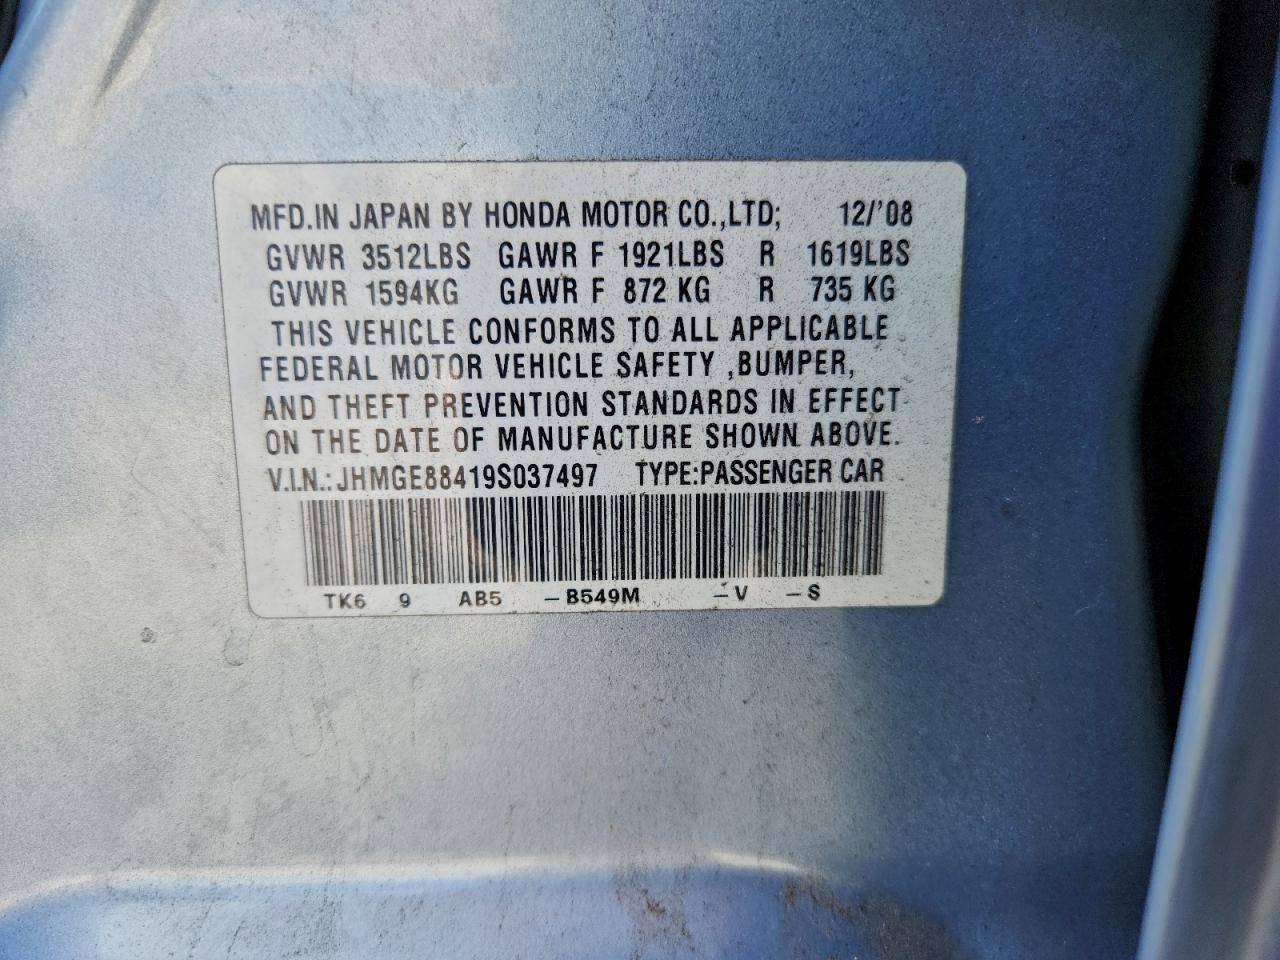 MFD.IN JAPAN BY HONDA MOTOR CO.,LTD; 12/'08
GVWR 3512LBS GAWR F 1921LBS R 1619LBS
GVWR 1594KG GAWR F 872 KG R 735 KG
THIS VEHICLE CONFORMS TO ALL APPLICABLE
FEDERAL MOTOR VEHICLE SAFETY ,BUMPER,
AND THEFT PREVENTION STANDARDS IN EFFECT
ON THE DATE OF MANUFACTURE SHOWN ABOVE.
V.I.N.:JHMGE88419S037497 TYPE:PASSENGER CAR
TK6 9 AB5 -B549M -V -S